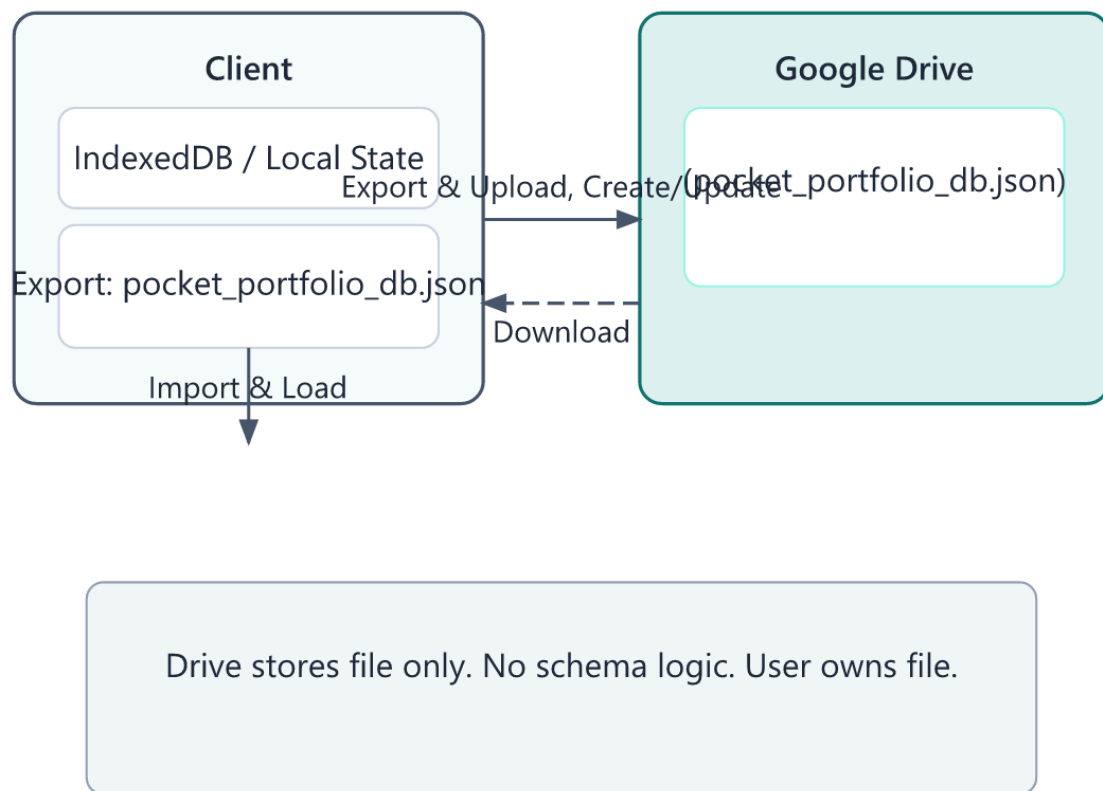 Client
IndexedDB / Local State
Export: pocket_portfolio_db.json
Import & Load
Export & Upload, Create/Update
Download
Google Drive
(pocket_portfolio_db.json)
Drive stores file only. No schema logic. User owns file.